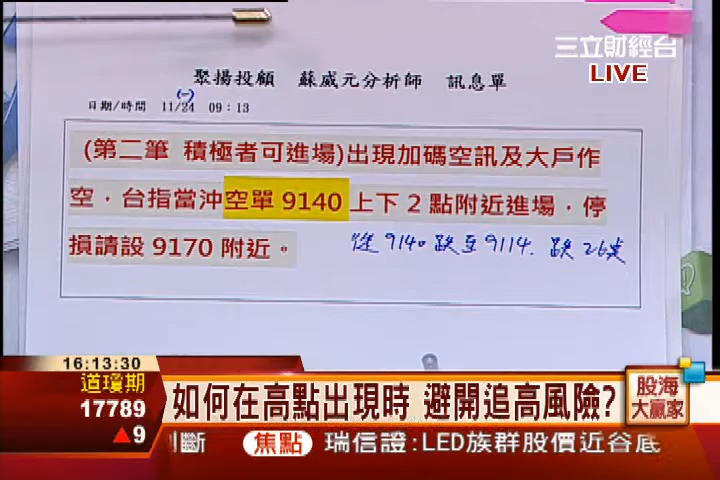 三立財經台
LIVE
聚揚投顧 蘇威元分析師 訊息單
(一)
日期/時間 11/24 09:13
(第二筆 積極者可進場)出現加碼空訊及大戶作
空，台指當沖空單 9140 上下 2 點附近進場，停
損請設 9170 附近。
從 9140 跌至 9114. 跌 26點
16:13:30
道瓊期
17789
▲9
如何在高點出現時 避開追高風險?
股海
大贏家
判斷 焦點 瑞信證:LED族群股價近谷底